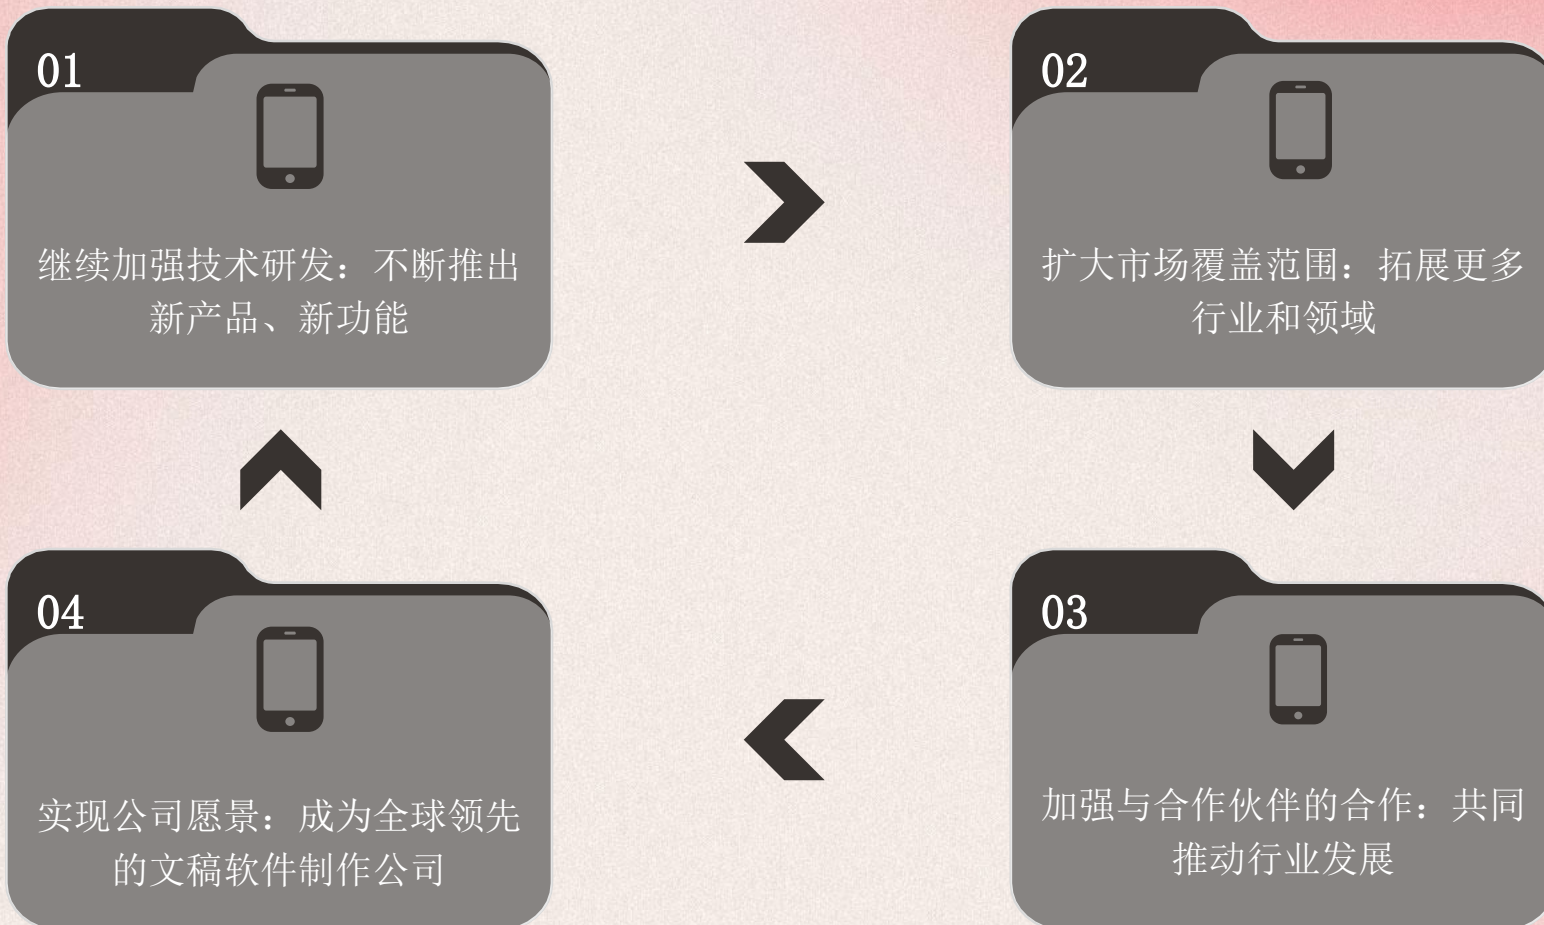 01
继续加强技术研发：不断推出
新产品、新功能
02
扩大市场覆盖范围：拓展更多
行业和领域
03
加强与合作伙伴的合作：共同
推动行业发展
04
实现公司愿景：成为全球领先
的文稿软件制作公司